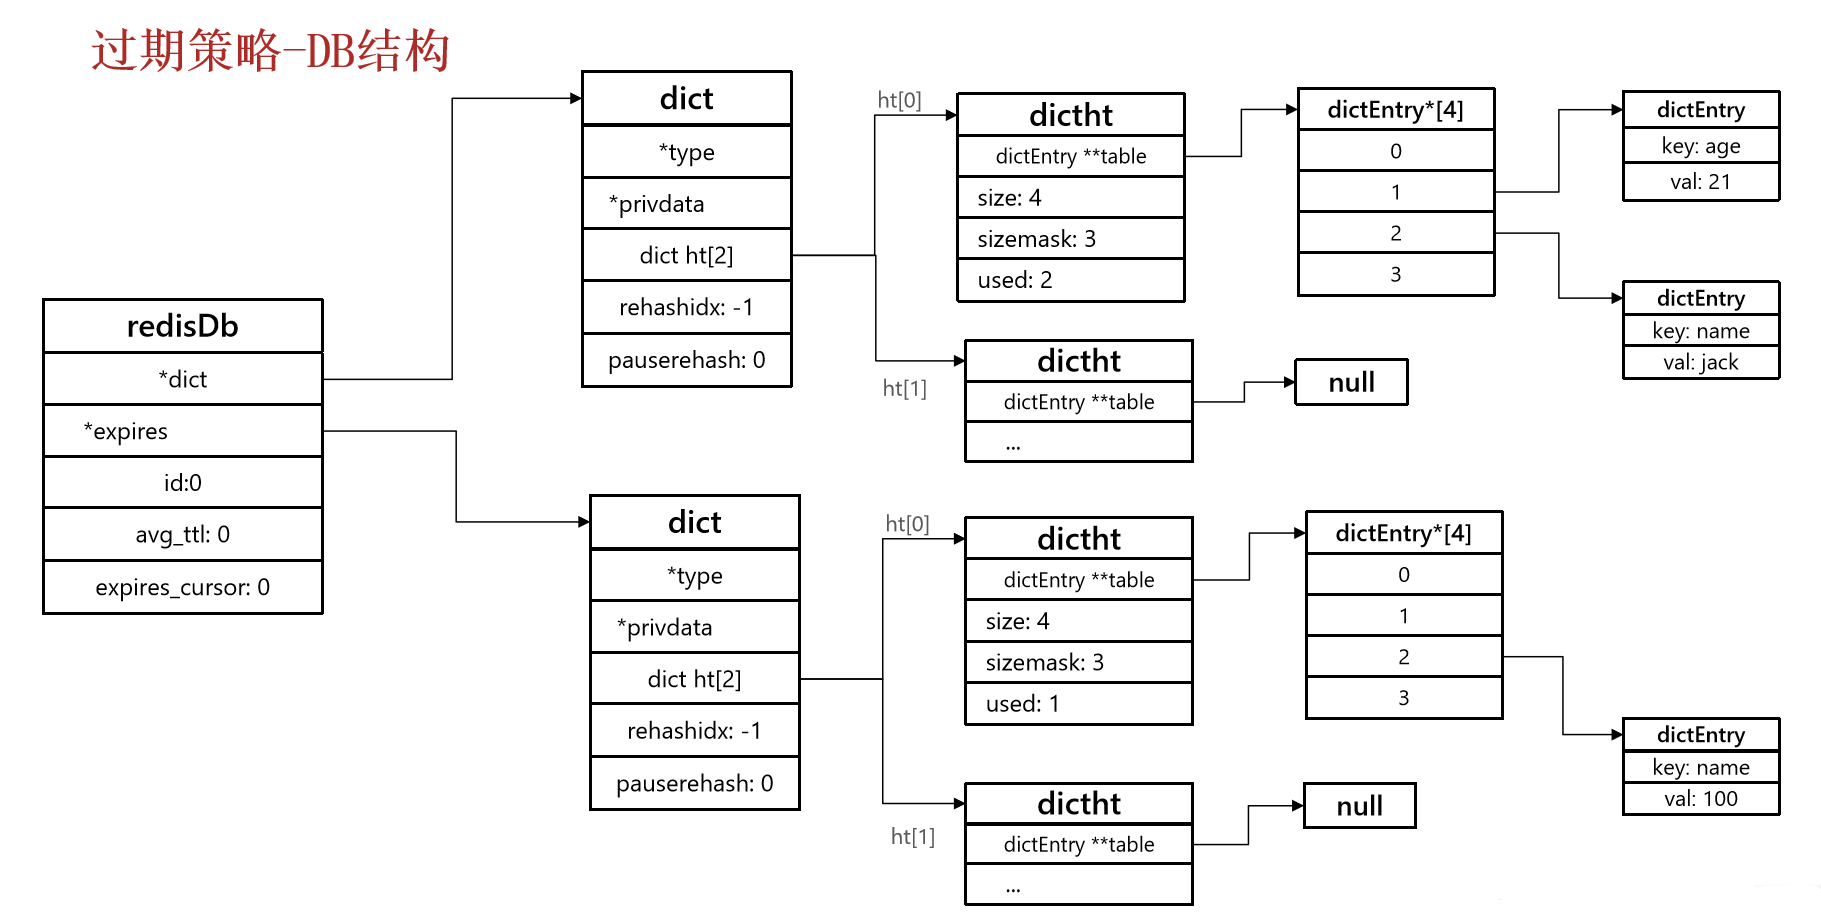 过期策略-DB结构
redisDb
*dict
*expires
id:0
avg_ttl: 0
expires_cursor: 0
dict
*type
*privdata
dict ht[2]
rehashidx: -1
pauserehash: 0
ht[0]
dictht
dictEntry **table
size: 4
sizemask: 3
used: 2
dictEntry*[4]
0
1
2
3
dictEntry
key: age
val: 21
dictEntry
key: name
val: jack
ht[1]
dictht
dictEntry **table
...
null
dict
*type
*privdata
dict ht[2]
rehashidx: -1
pauserehash: 0
ht[0]
dictht
dictEntry **table
size: 4
sizemask: 3
used: 1
dictEntry*[4]
0
1
2
3
dictEntry
key: name
val: 100
ht[1]
dictht
dictEntry **table
...
null